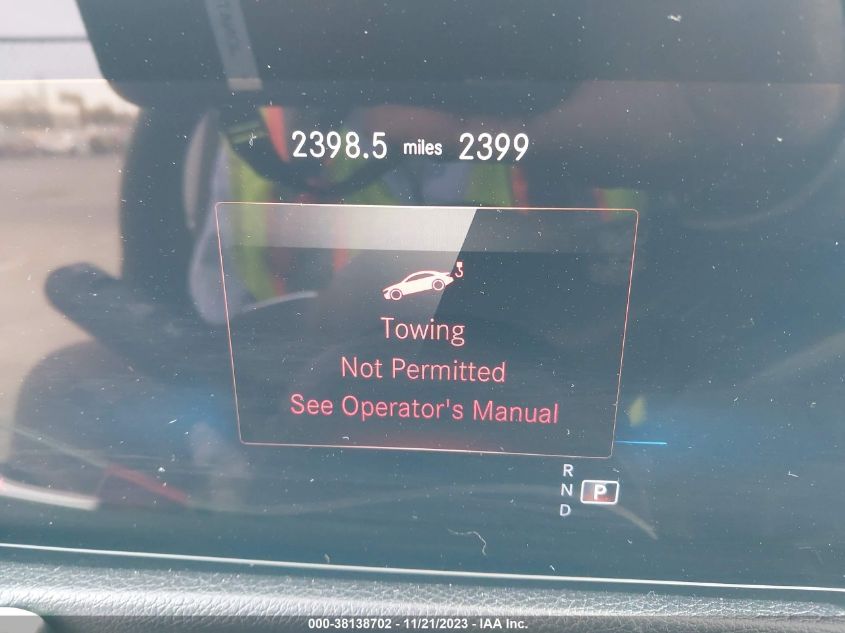 2398.5 miles 2399
Towing
Not Permitted
See Operator's Manual
R
N P
D
000-38138702 - 11/21/2023 - IAA Inc.